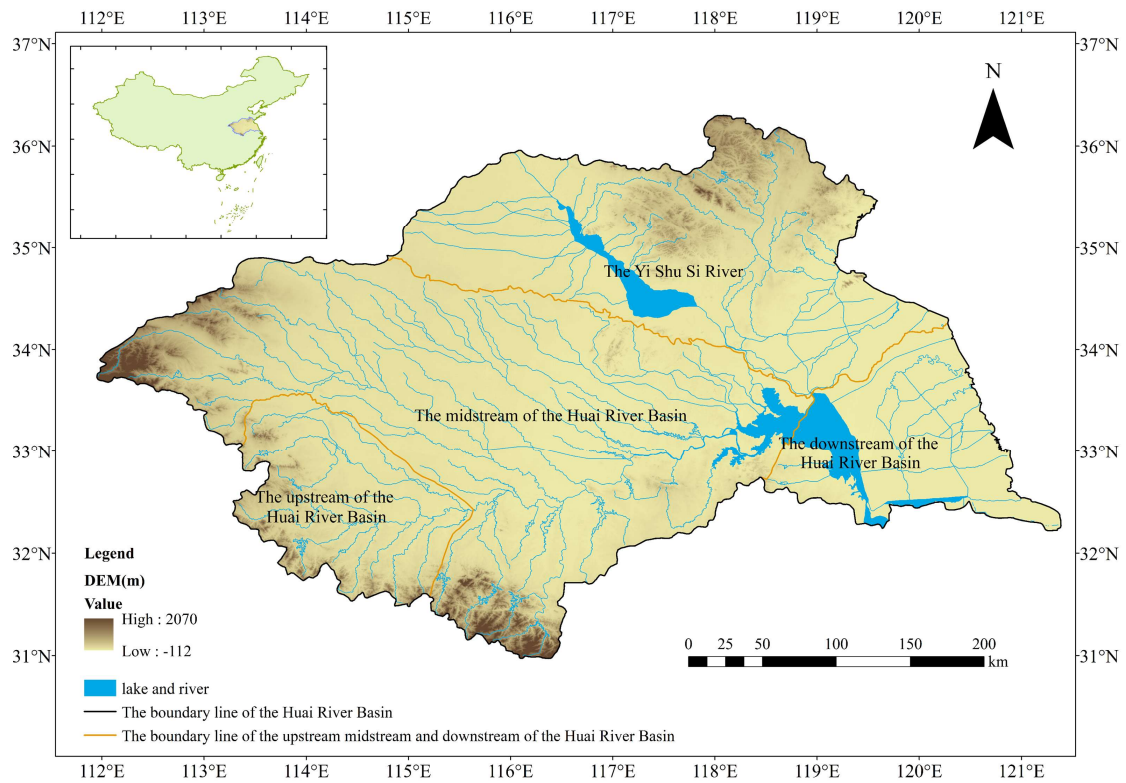 112°E 113°E 114°E 115°E 116°E 117°E 118°E 119°E 120°E 121°E
37°N 37°N
N
36°N 36°N
35°N 35°N
The Yi Shu Si River
34°N 34°N
The midstream of the Huai River Basin
The downstream of the
Huai River Basin
33°N 33°N
The upstream of the
Huai River Basin
32°N 32°N
Legend
DEM(m)
Value
High : 2070
Low : -112
31°N 31°N
0 25 50 100 150 200
km
lake and river
The boundary line of the Huai River Basin
The boundary line of the upstream midstream and downstream of the Huai River Basin
112°E 113°E 114°E 115°E 116°E 117°E 118°E 119°E 120°E 121°E